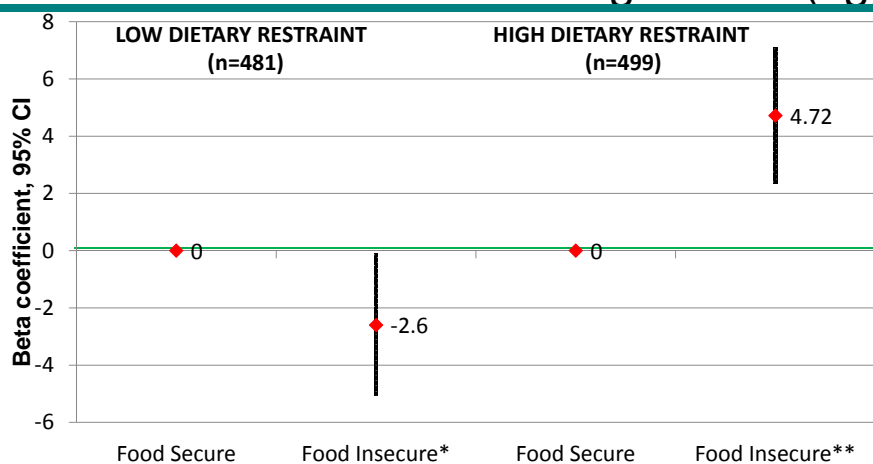 LOW DIETARY RESTRAINT
(n=481)
HIGH DIETARY RESTRAINT
(n=499)
Beta coefficient, 95% CI
8
6
4
2
0
-2
-4
-6
0
-2.6
0
4.72
Food Secure
Food Insecure*
Food Secure
Food Insecure**